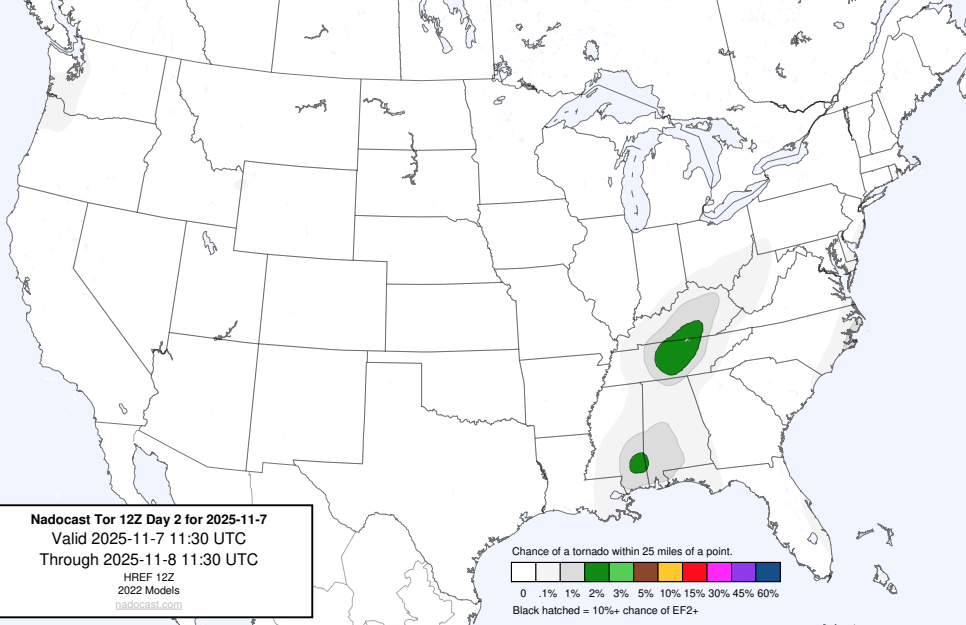 Nadocast Tor 12Z Day 2 for 2025-11-7
Valid 2025-11-7 11:30 UTC
Through 2025-11-8 11:30 UTC
HREF 12Z
2022 Models
nadocast.com
Chance of a tornado within 25 miles of a point.
0 .1% 1% 2% 3% 5% 10% 15% 30% 45% 60%
Black hatched = 10%+ chance of EF2+